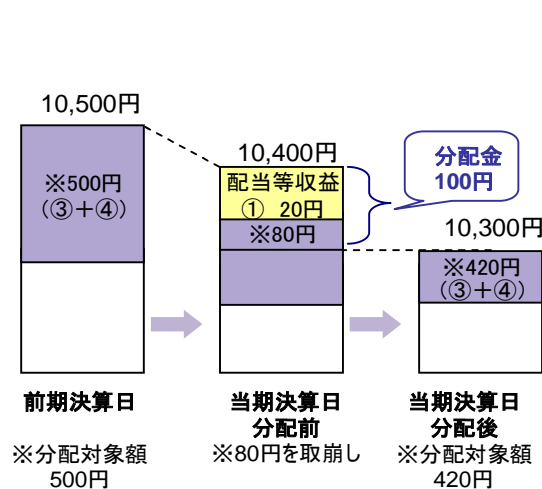 10,500円
※500円
(③+④)
10,400円
配当等収益
① 20円
※80円
分配金
100円
10,300円
※420円
(③+④)
前期決算日
※分配対象額
500円
当期決算日
分配前
※80円を取崩し
当期決算日
分配後
※分配対象額
420円